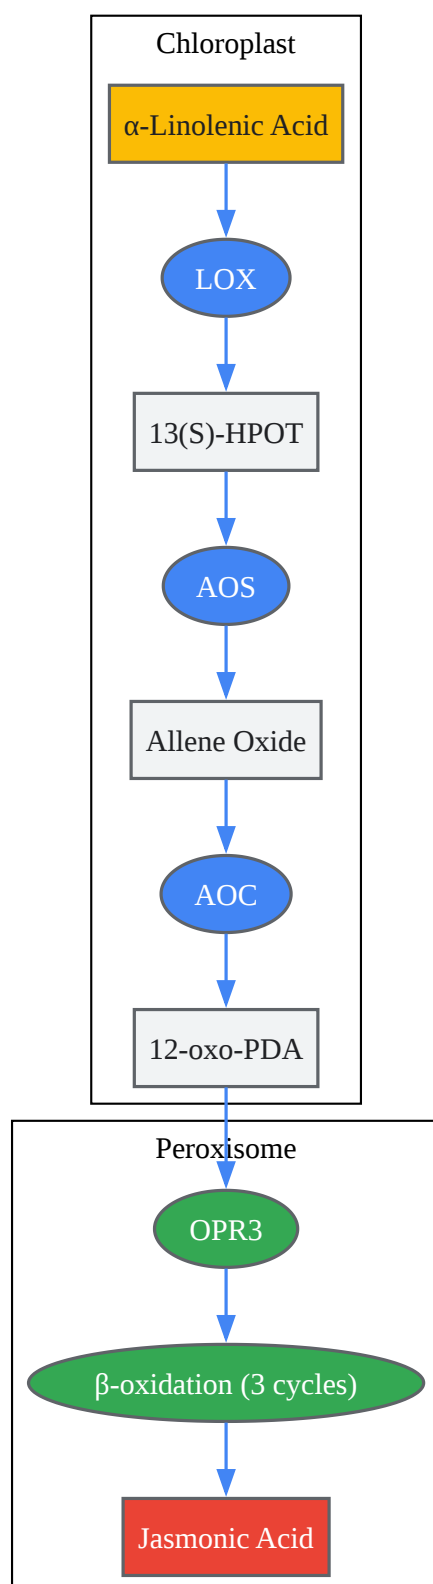 Chloroplast
α-Linolenic Acid
LOX
13(S)-HPOT
AOS
Allene Oxide
AOC
12-oxo-PDA
Peroxisome
OPR3
β-oxidation (3 cycles)
Jasmonic Acid